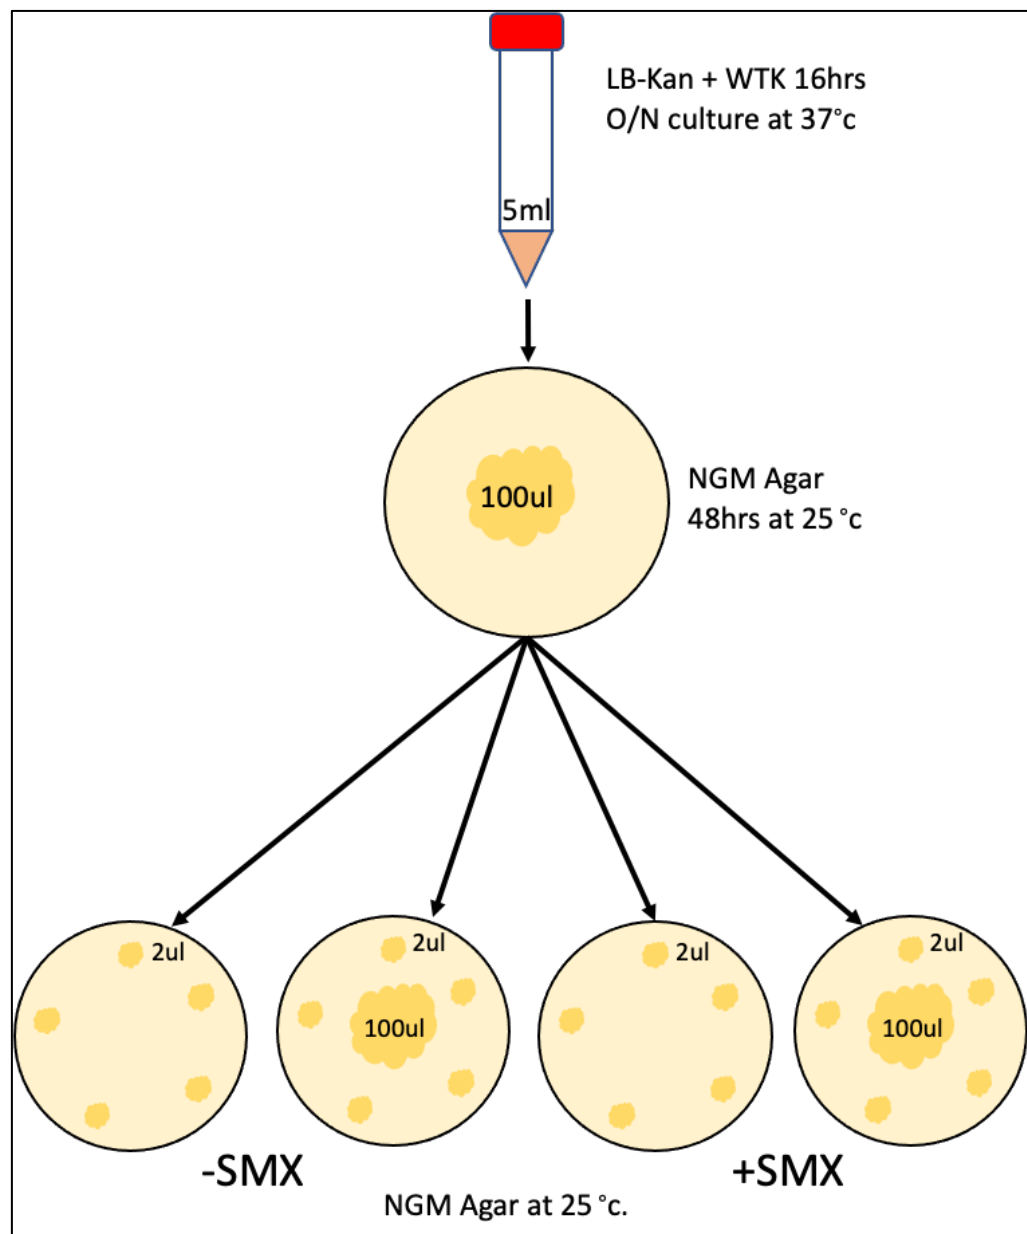 LB-Kan + WTK 16hrs
O/N culture at 37°c
5ml
100ul
NGM Agar
48hrs at 25 °c
2ul
2ul
2ul
2ul
100ul
100ul
-SMX
+SMX
NGM Agar at 25 °c.